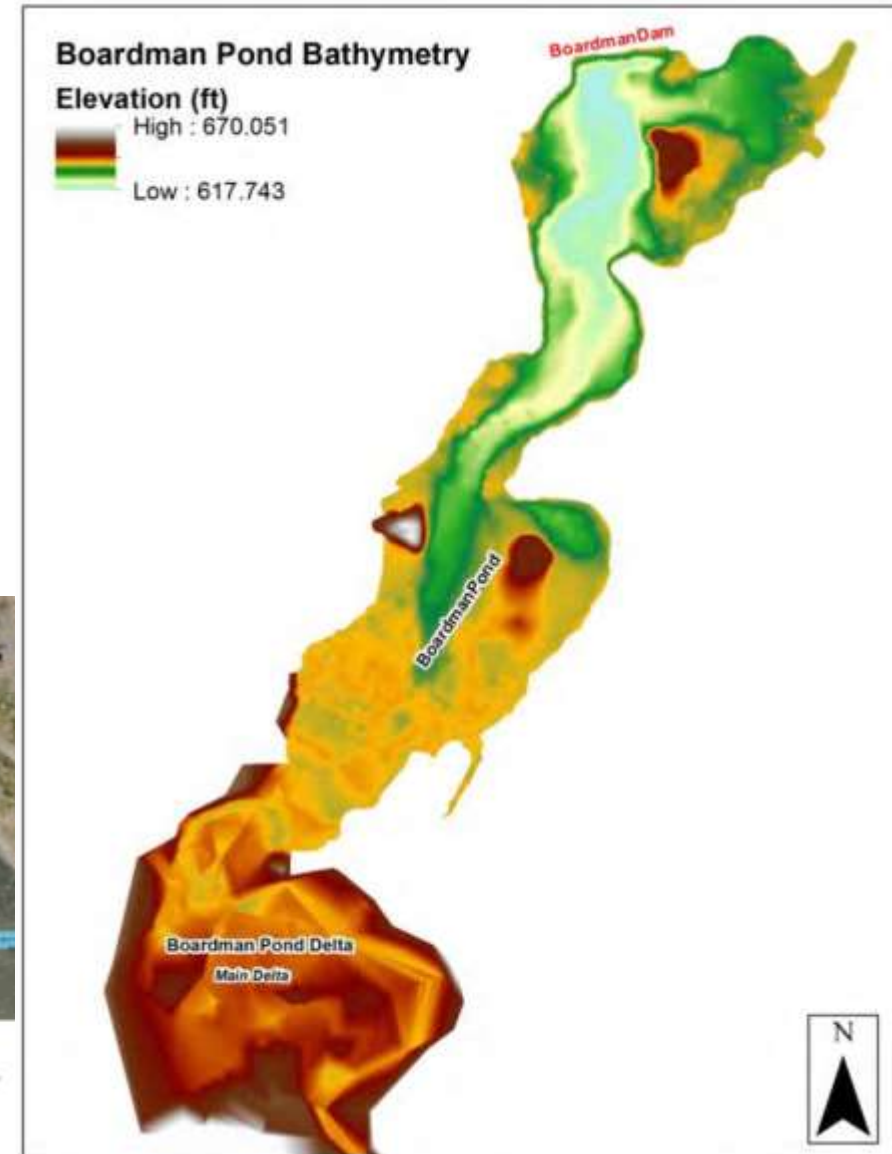 Boardman Pond Bathymetry
Elevation (ft)
High : 670.051
Low : 617.743
BoardmanDam
BoardmanPond
Boardman Pond Delta
Main Delta
N